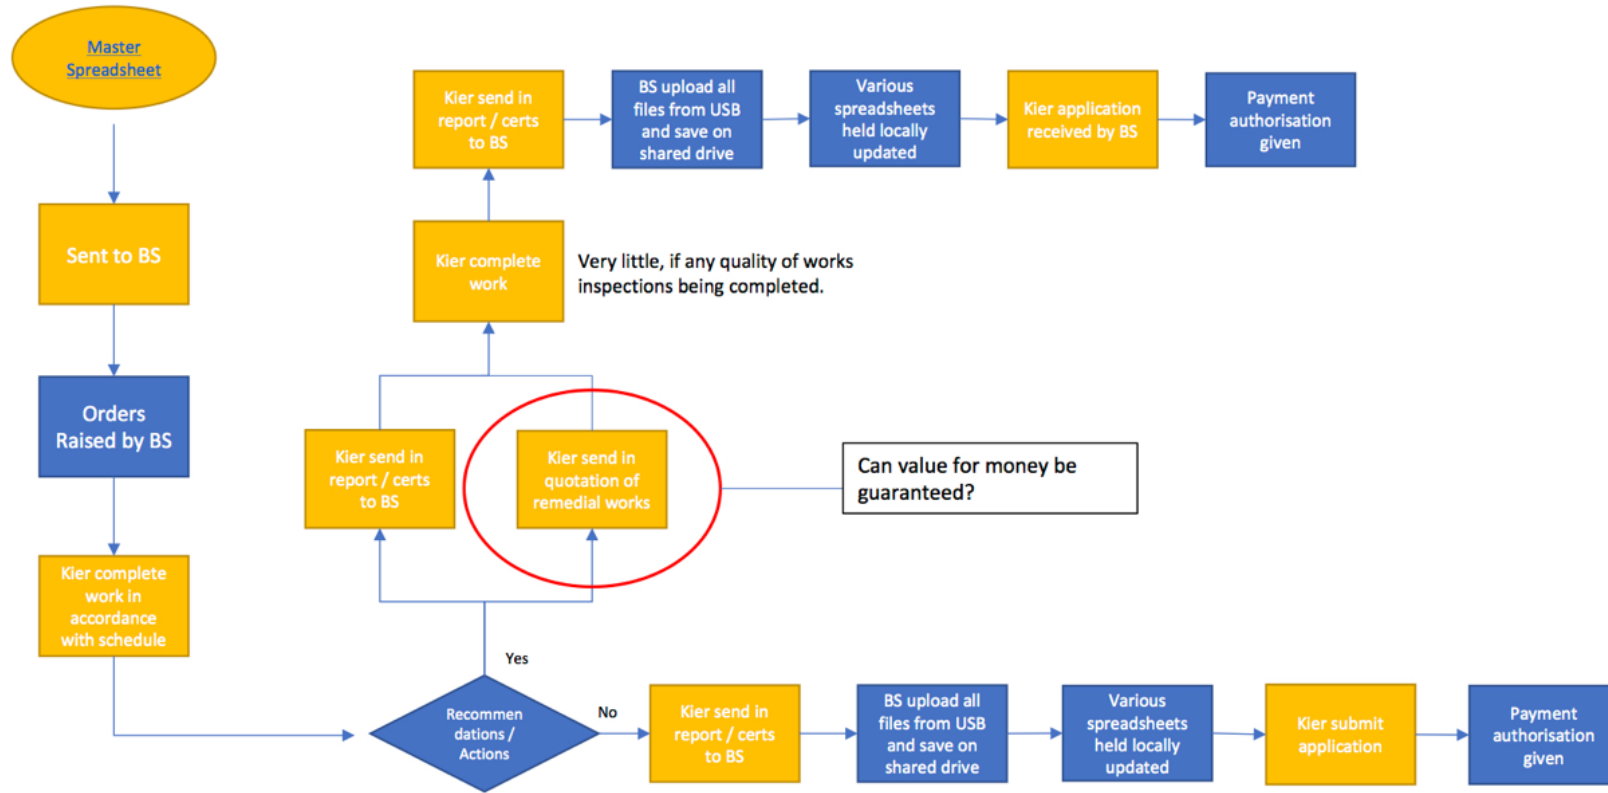 Master
Spreadsheet
Sent to BS
Orders
Raised by BS
Kier complete
work in
accordance
with schedule
Recommen
dations /
Actions
Yes
No
Kier send in
report / certs
to BS
Kier send in
quotation of
remedial works
Can value for money be
guaranteed?
Kier complete
work
Very little, if any quality of works
inspections being completed.
Kier send in
report / certs
to BS
BS upload all
files from USB
and save on
shared drive
Various
spreadsheets
held locally
updated
Kier application
received by BS
Payment
authorisation
given
Kier send in
report / certs
to BS
BS upload all
files from USB
and save on
shared drive
Various
spreadsheets
held locally
updated
Kier submit
application
Payment
authorisation
given